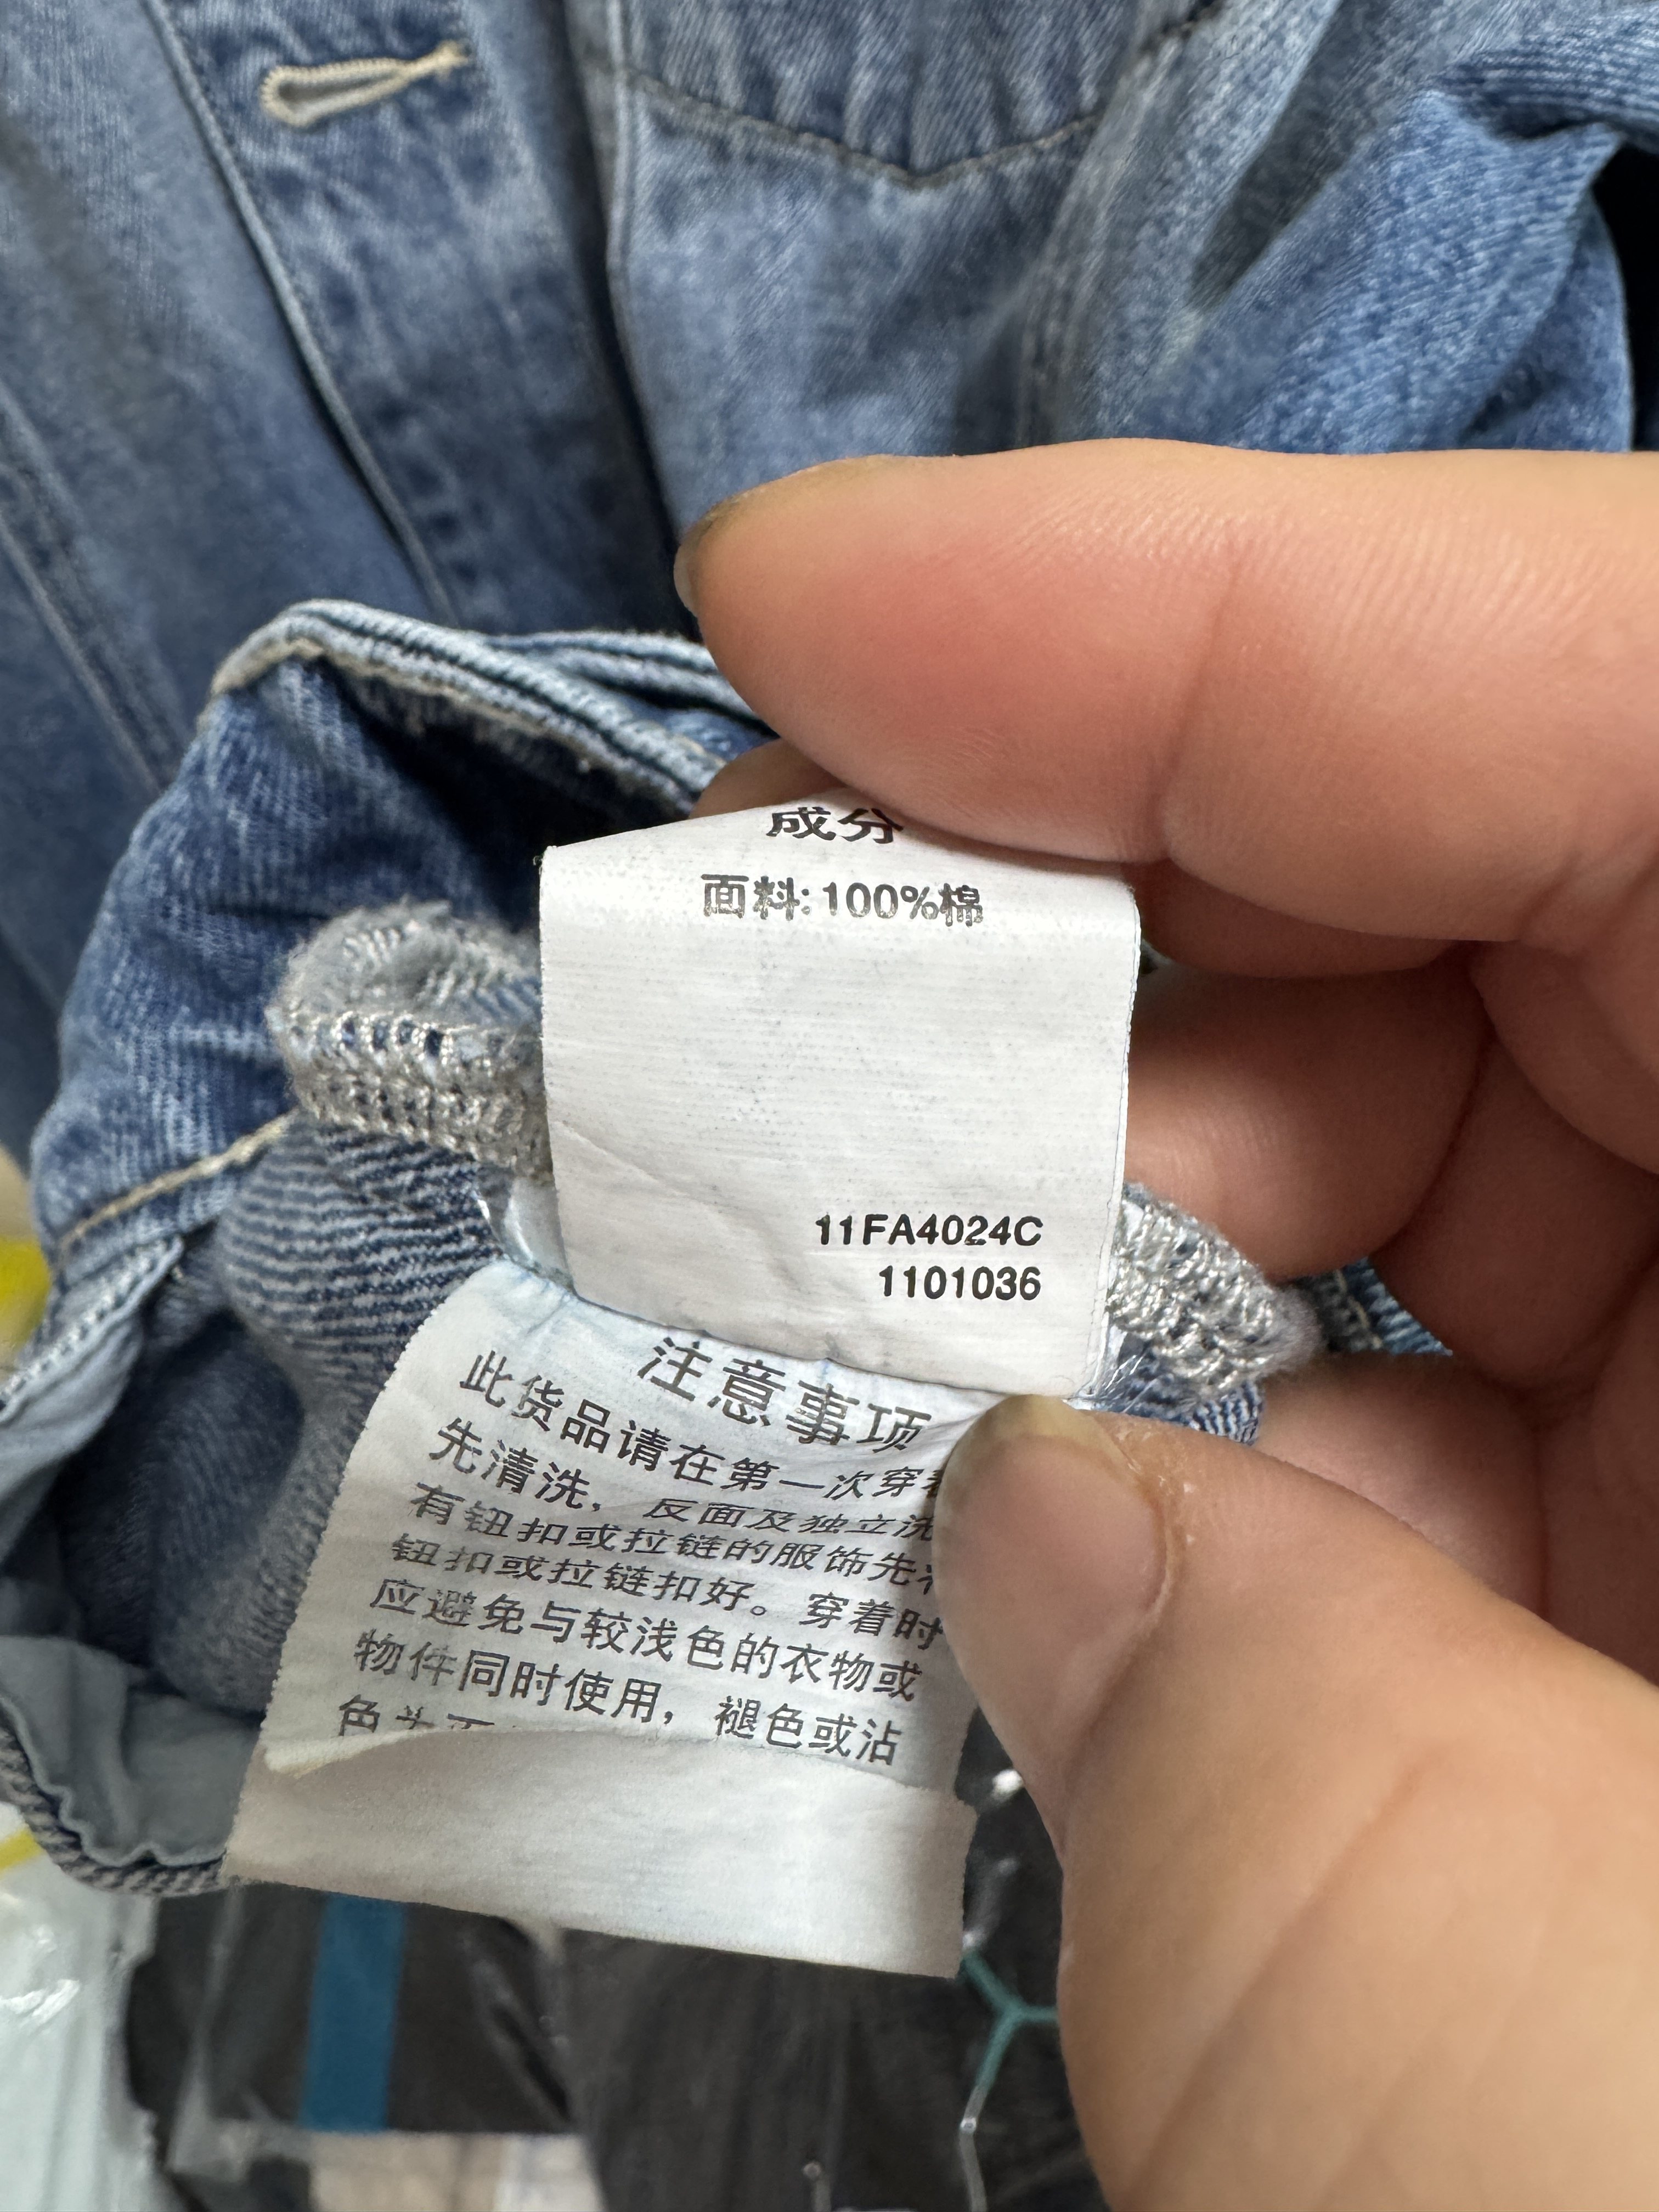 成分
面料:100%棉
11FA4024C
1101036
注意事项
此货品请在第一次穿着
先清洗，反面及独立洗
有钮扣或拉链的服饰先
钮扣或拉链扣好。穿着时
应避免与较浅色的衣物或
物件同时使用，褪色或沾
色为正